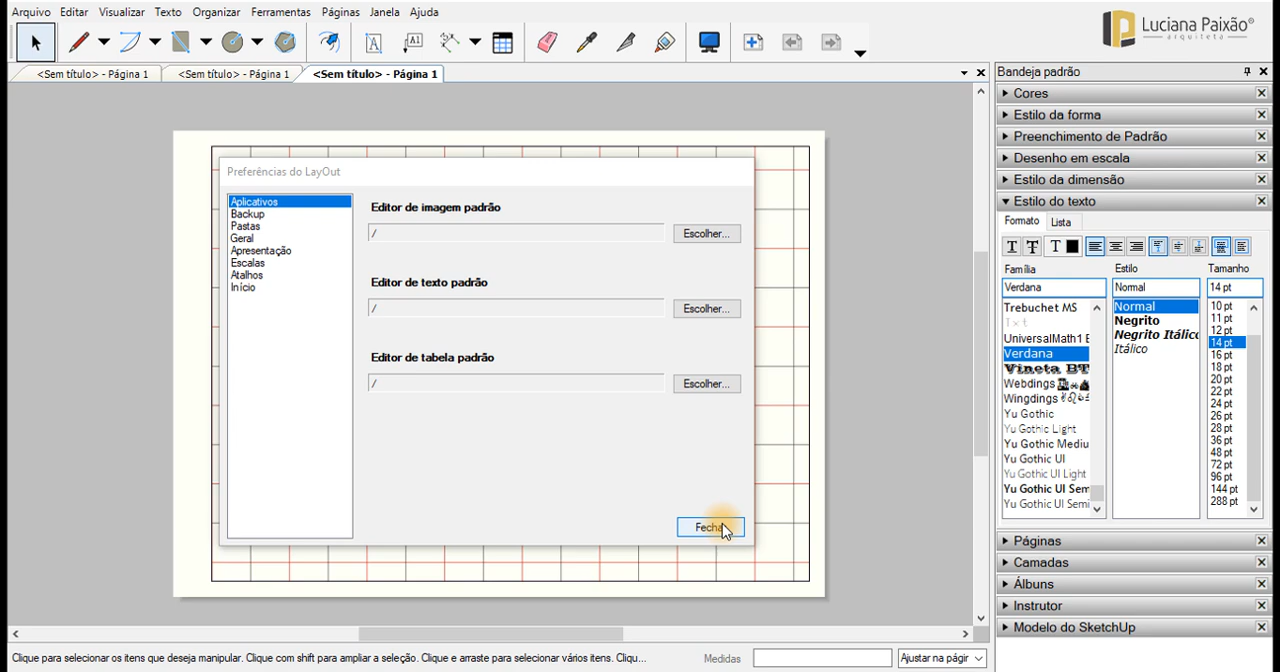 Arquivo Editar Visualizar Texto Organizar Ferramentas Páginas Janela Ajuda
Luciana Paixão®
arquiteta
<Sem título> - Página 1 <Sem título> - Página 1 <Sem título> - Página 1
Preferências do LayOut
Aplicativos
Backup
Pastas
Geral
Apresentação
Escalas
Atalhos
Início
Editor de imagem padrão
/ Escolher...
Editor de texto padrão
/ Escolher...
Editor de tabela padrão
/ Escolher...
Bandeja padrão
Cores
Estilo da forma
Preenchimento de Padrão
Desenho em escala
Estilo da dimensão
Estilo do texto
Formato Lista
Família Estilo Tamanho
Verdana Normal 14 pt
Trebuchet MS
Txt
UniversalMath1 E
Verdana
Vineta BT
Webdings
Wingdings
Yu Gothic
Yu Gothic Light
Yu Gothic Mediu
Yu Gothic UI
Yu Gothic UI Light
Yu Gothic UI Sem
Yu Gothic UI Semi
Normal
Negrito
Negrito Itálico
Itálico
10 pt
11 pt
12 pt
14 pt
16 pt
18 pt
20 pt
22 pt
24 pt
26 pt
28 pt
36 pt
48 pt
72 pt
96 pt
144 pt
288 pt
Páginas
Camadas
Álbuns
Instrutor
Modelo do SketchUp
Clique para selecionar os itens que deseja manipular. Clique com shift para ampliar a seleção. Clique e arraste para selecionar vários itens. Cliqu...
Medidas
Ajustar na págir